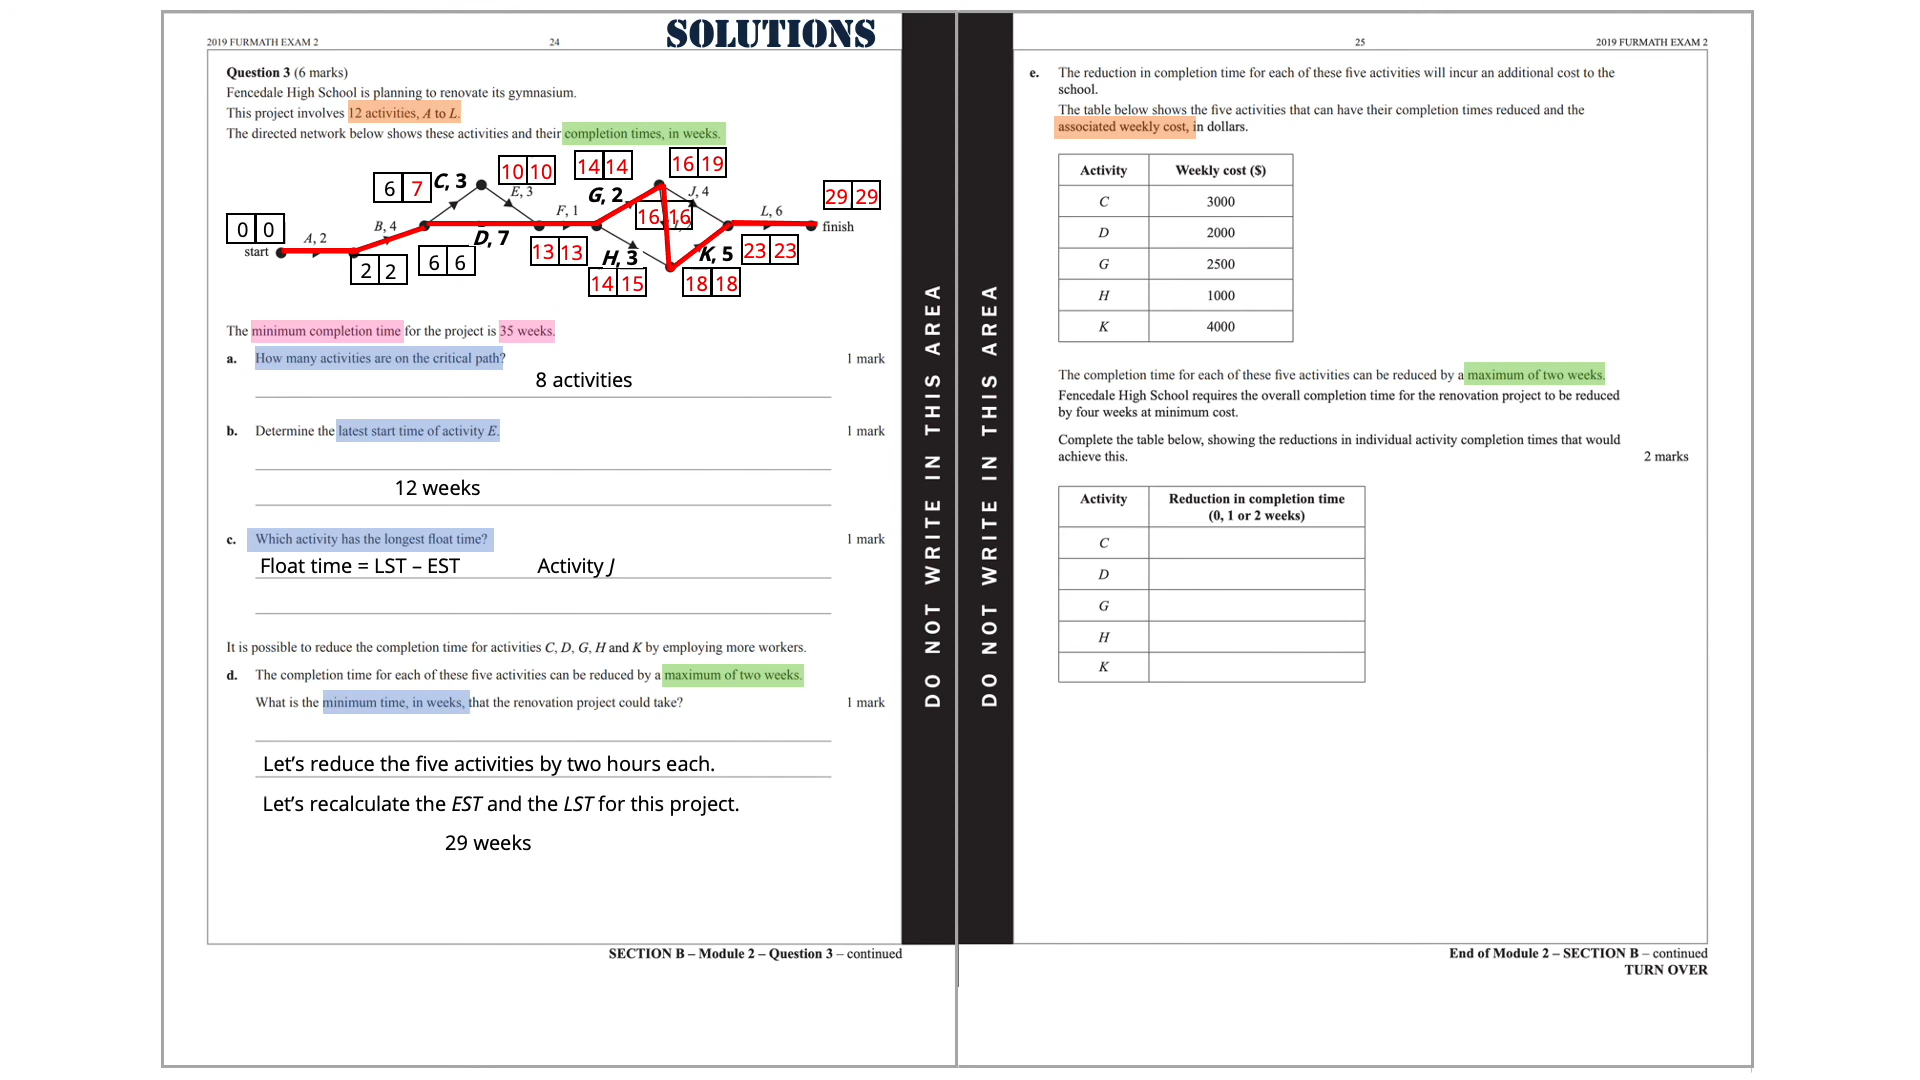 SOLUTIONS
2019 FURMATH EXAM 2
24
Question 3 (6 marks)
Fencedale High School is planning to renovate its gymnasium.
This project involves 12 activities, A to L.
The directed network below shows these activities and their completion times, in weeks.
10 10
14 14
16 19
6 7
C, 3
E, 3
G, 2
J, 4
29 29
0 0
A, 2
B, 4
F, 1
16 16
L, 6
finish
start
2 2
6 6
D, 7
13 13
H, 3
K, 5
23 23
14 15
18 18
The minimum completion time for the project is 35 weeks.
a. How many activities are on the critical path? 1 mark
8 activities
b. Determine the latest start time of activity E. 1 mark
12 weeks
c. Which activity has the longest float time? 1 mark
Float time = LST – EST Activity J
It is possible to reduce the completion time for activities C, D, G, H and K by employing more workers.
d. The completion time for each of these five activities can be reduced by a maximum of two weeks.
What is the minimum time, in weeks, that the renovation project could take? 1 mark
Let's reduce the five activities by two hours each.
Let's recalculate the EST and the LST for this project.
29 weeks
SECTION B – Module 2 – Question 3 – continued
DO NOT WRITE IN THIS AREA
DO NOT WRITE IN THIS AREA
25
2019 FURMATH EXAM 2
e. The reduction in completion time for each of these five activities will incur an additional cost to the
school.
The table below shows the five activities that can have their completion times reduced and the
associated weekly cost, in dollars.
Activity Weekly cost ($)
C 3000
D 2000
G 2500
H 1000
K 4000
The completion time for each of these five activities can be reduced by a maximum of two weeks.
Fencedale High School requires the overall completion time for the renovation project to be reduced
by four weeks at minimum cost.
Complete the table below, showing the reductions in individual activity completion times that would
achieve this. 2 marks
Activity Reduction in completion time
(0, 1 or 2 weeks)
C
D
G
H
K
End of Module 2 – SECTION B – continued
TURN OVER